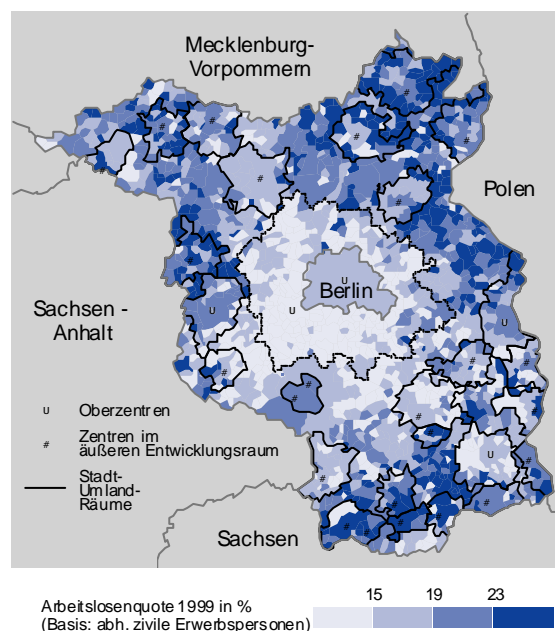 Mecklenburg-
Vorpommern
Polen
Berlin
Sachsen -
Anhalt
U Oberzentren
# Zentren im
äußeren Entwicklungsraum
Stadt-
Umland-
Räume
Sachsen
15 19 23
Arbeitslosenquote 1999 in %
(Basis: abh. zivile Erwerbspersonen)